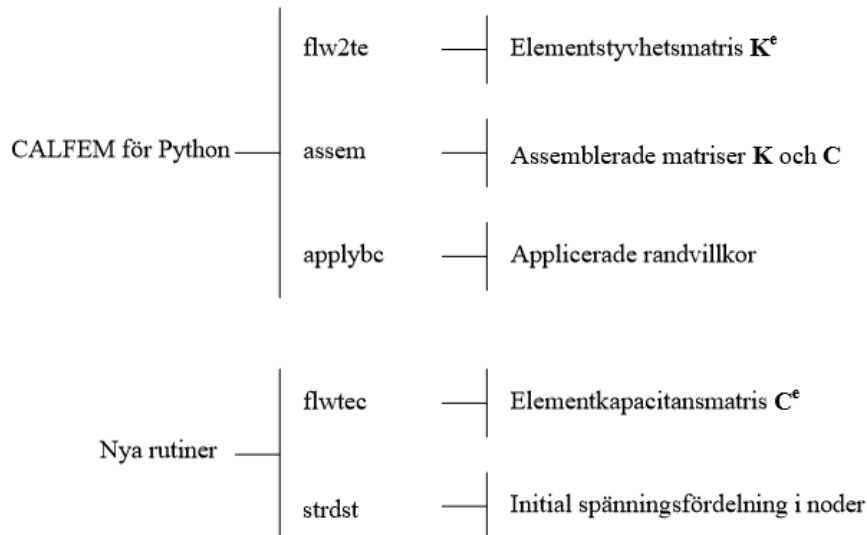 flw2te Elementstyvhetsmatris Kᵉ
CALFEM för Python assem Assemblerade matriser K och C
applybc Applicerade randvillkor
flwtec Elementkapacitansmatris Cᵉ
Nya rutiner
strdst Initial spänningsfördelning i noder